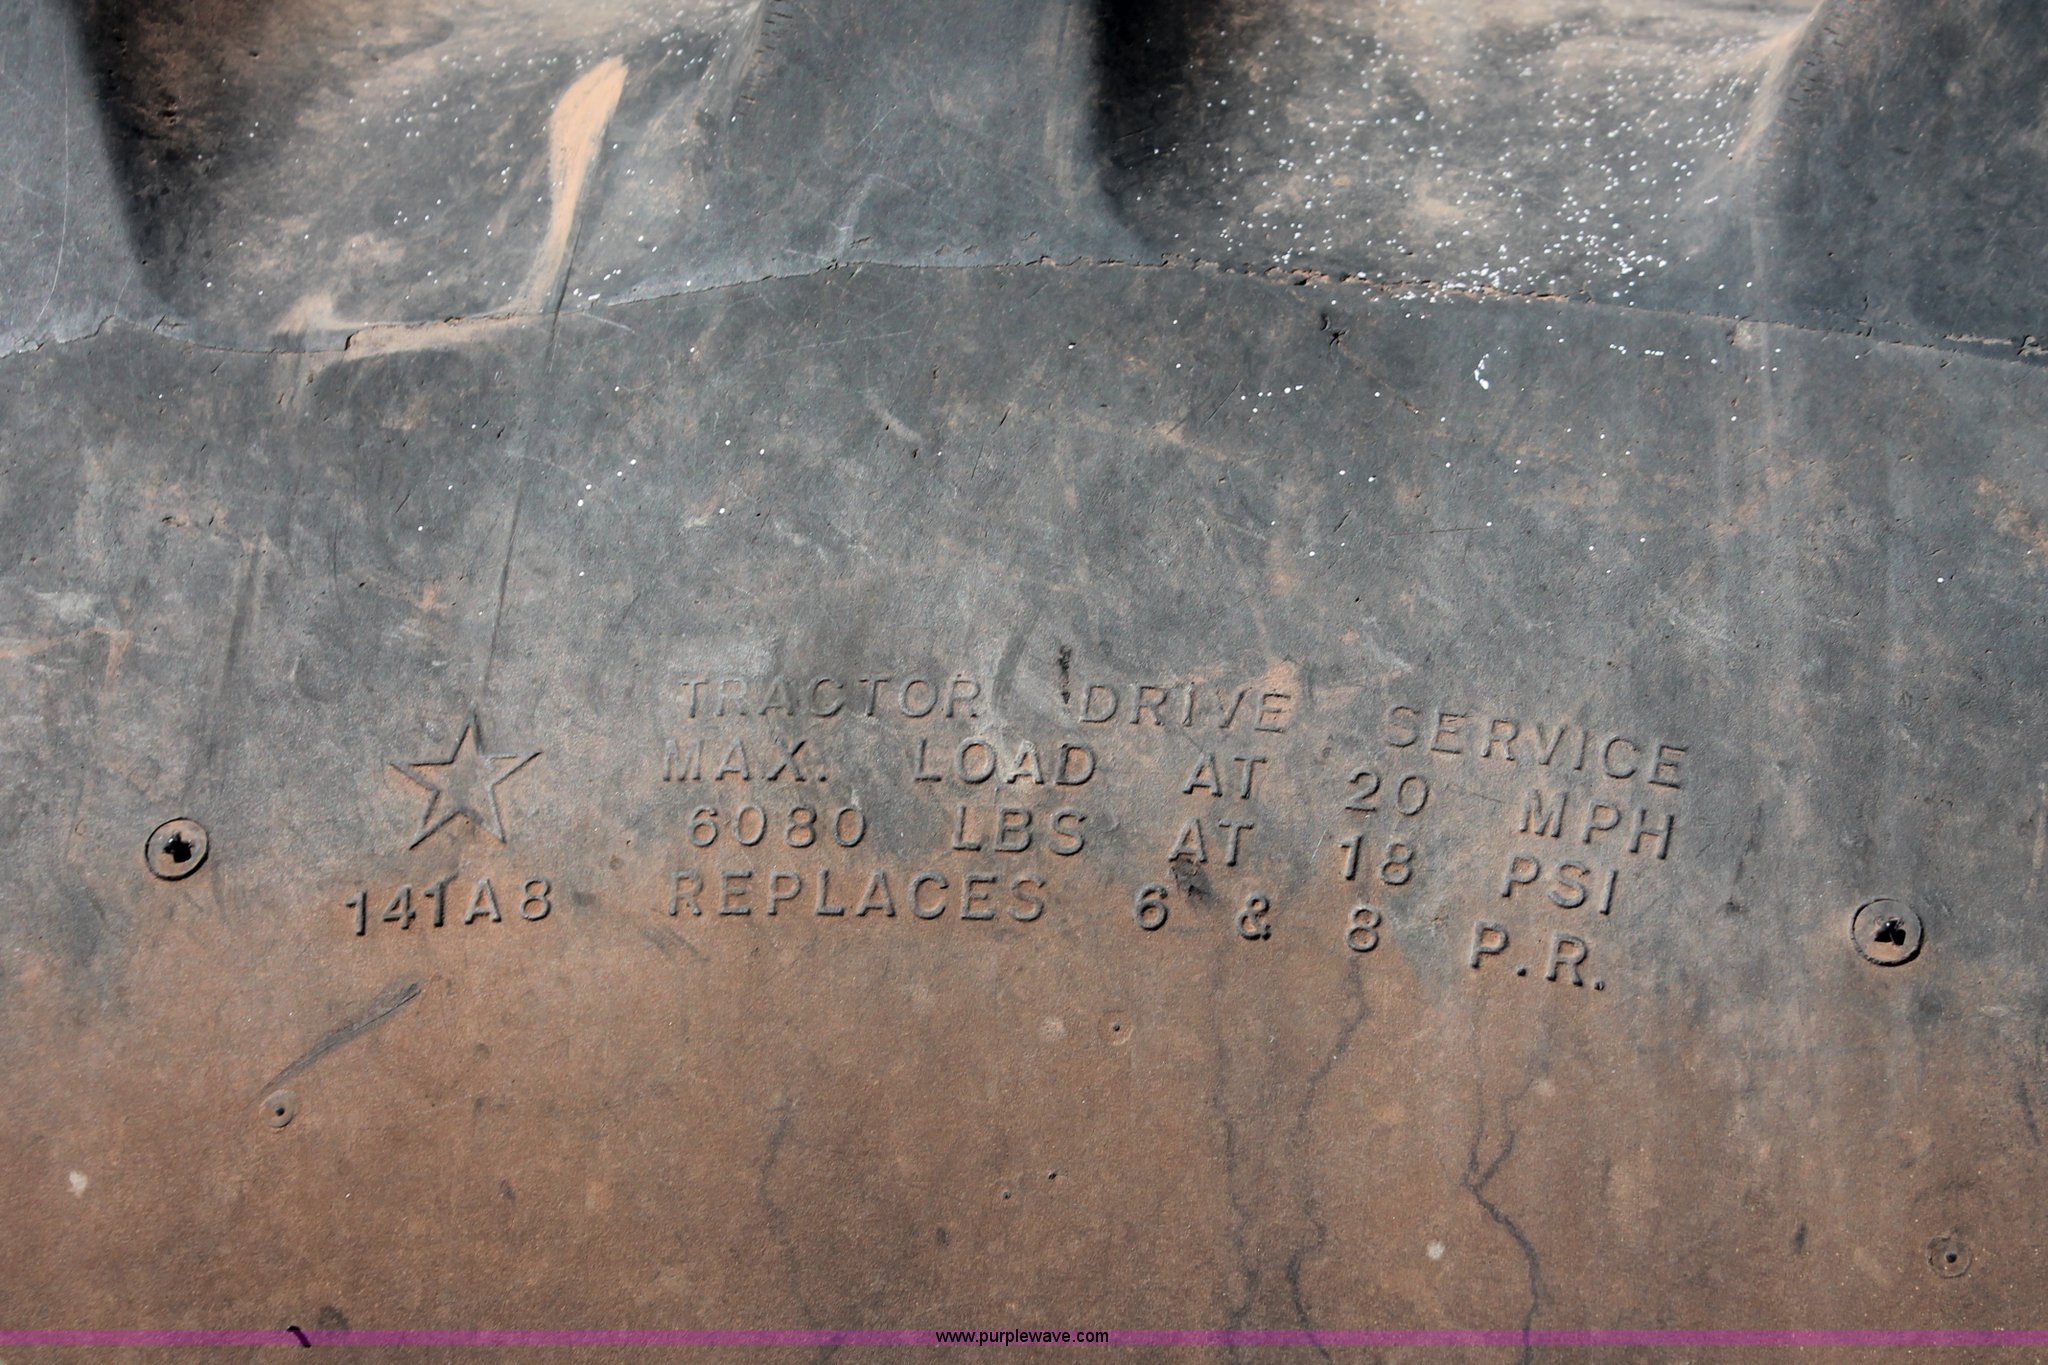 TRACTOR DRIVE SERVICE
MAX. LOAD AT 20 MPH
6080 LBS AT 18 PSI
141A8 REPLACES 6 & 8 P.R.
www.purplewave.com